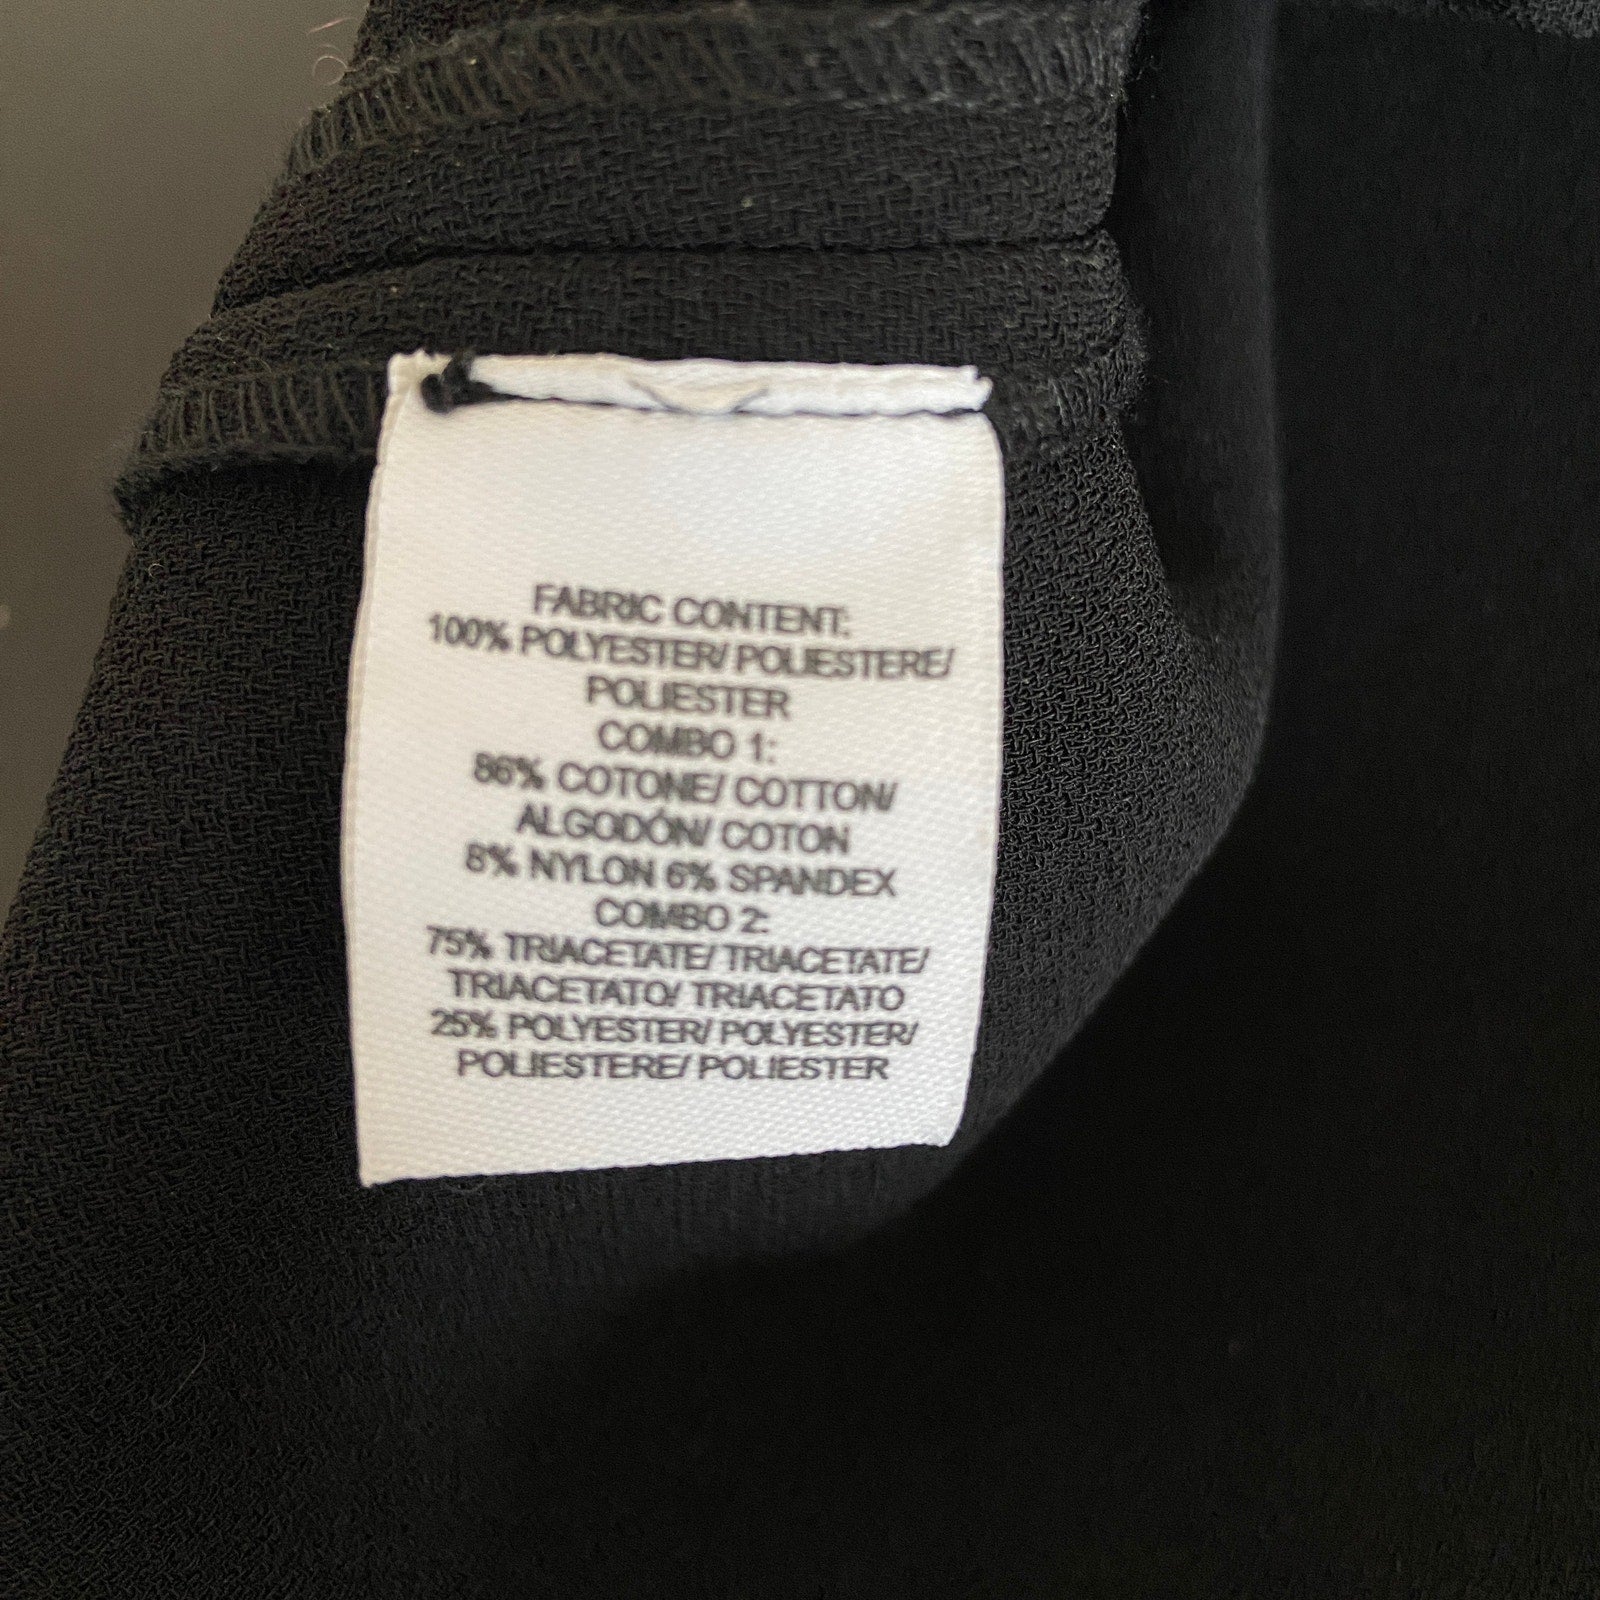 FABRIC CONTENT:
100% POLYESTER/ POLIESTERE/
POLIESTER
COMBO 1:
86% COTONE/ COTTON/
ALGODÓN/ COTON
8% NYLON 6% SPANDEX
COMBO 2:
75% TRIACETATE/ TRIACETATE/
TRIACETATO/ TRIACETATO
25% POLYESTER/ POLYESTER/
POLIESTERE/ POLIESTER